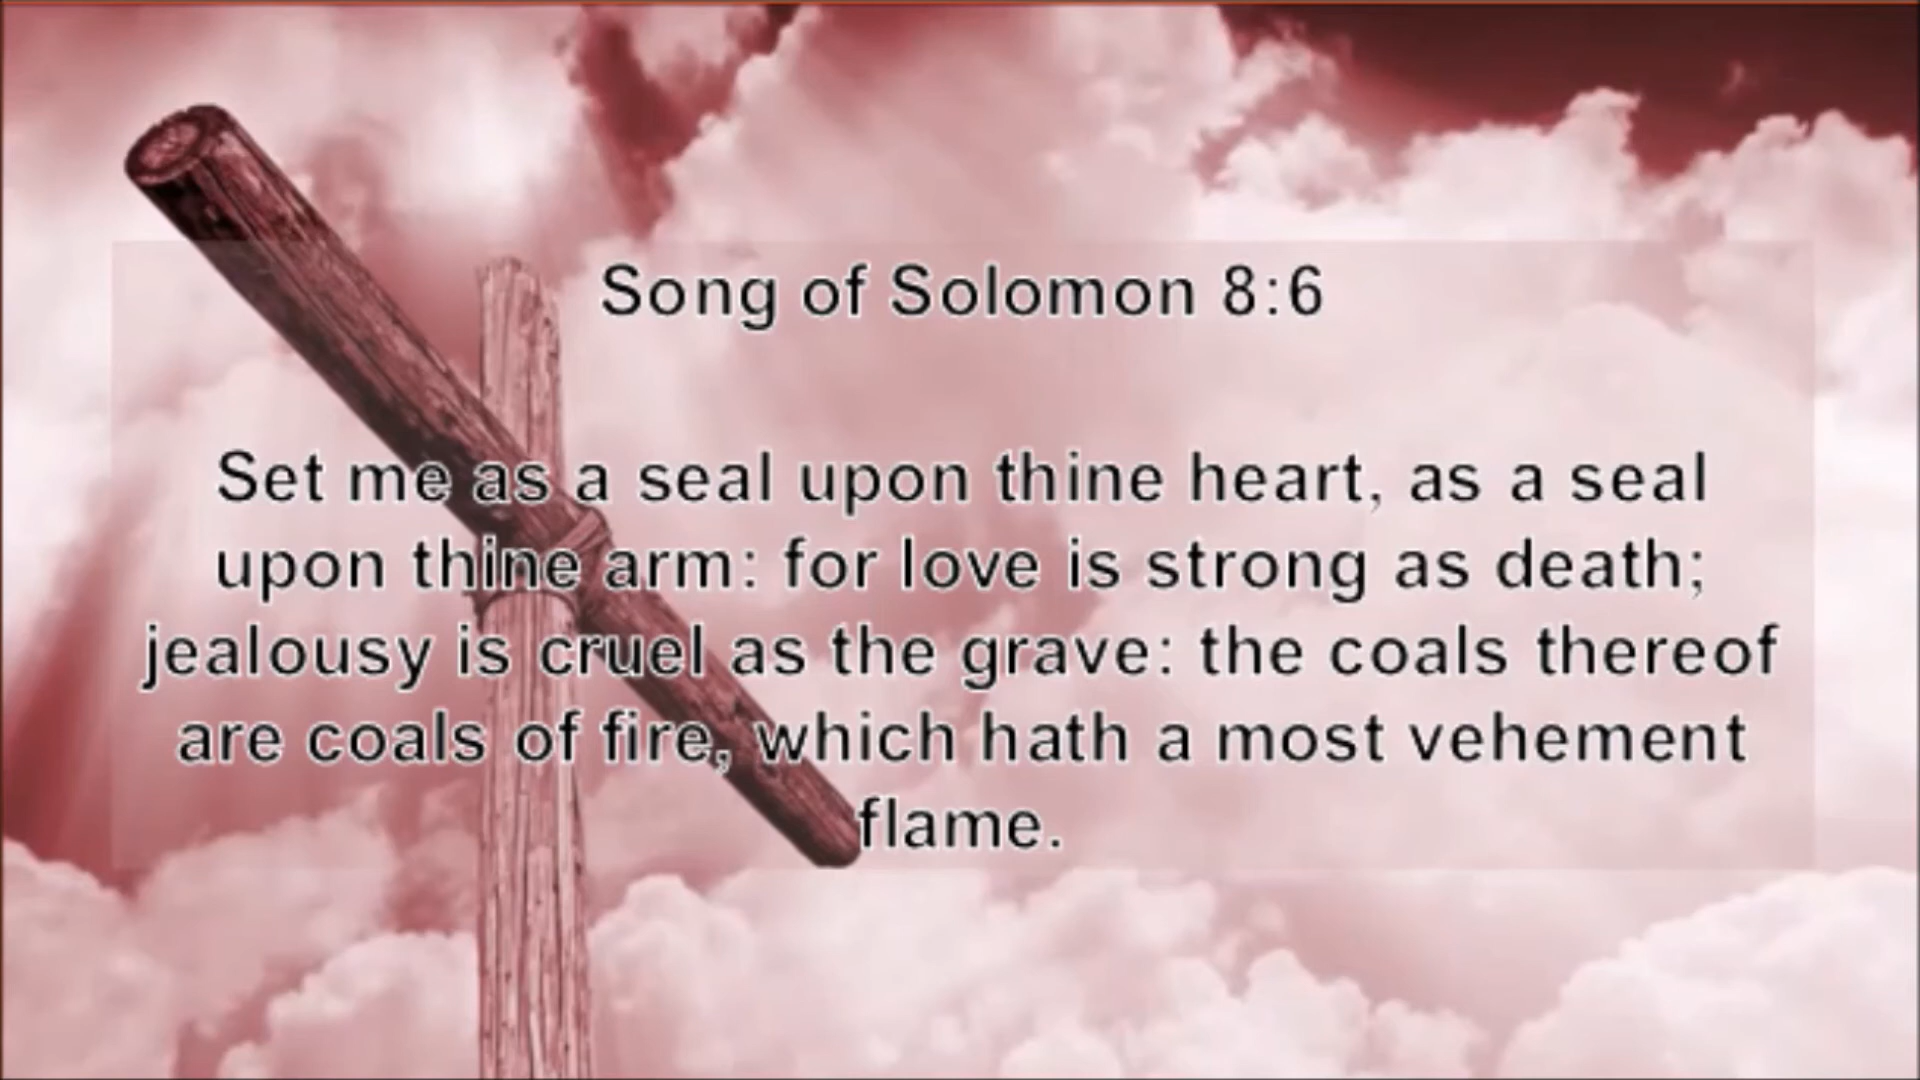 Song of Solomon 8:6
Set me as a seal upon thine heart, as a seal
upon thine arm: for love is strong as death;
jealousy is cruel as the grave: the coals thereof
are coals of fire, which hath a most vehement
flame.